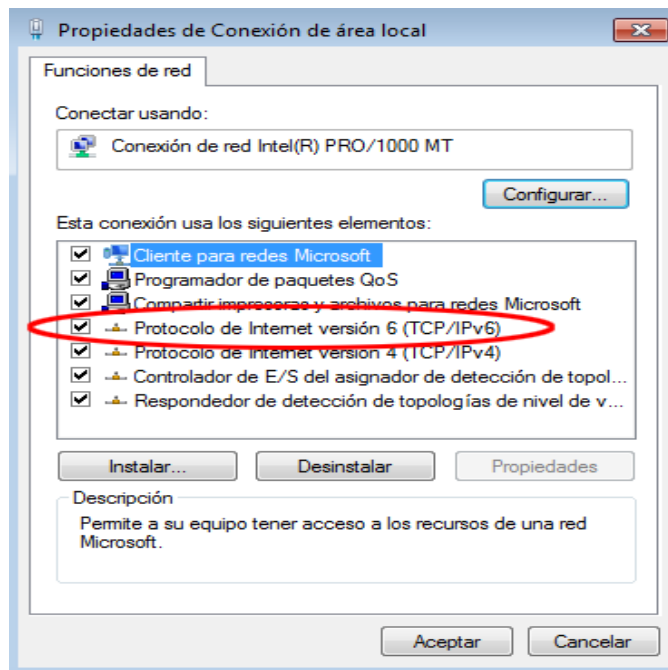 Propiedades de Conexión de área local
Funciones de red
Conectar usando:
Conexión de red Intel(R) PRO/1000 MT
Configurar...
Esta conexión usa los siguientes elementos:
Cliente para redes Microsoft
Programador de paquetes QoS
Compartir impresoras y archivos para redes Microsoft
Protocolo de Internet versión 6 (TCP/IPv6)
Protocolo de Internet versión 4 (TCP/IPv4)
Controlador de E/S del asignador de detección de topol...
Respondedor de detección de topologías de nivel de v...
Instalar...
Desinstalar
Propiedades
Descripción
Permite a su equipo tener acceso a los recursos de una red
Microsoft.
Aceptar
Cancelar